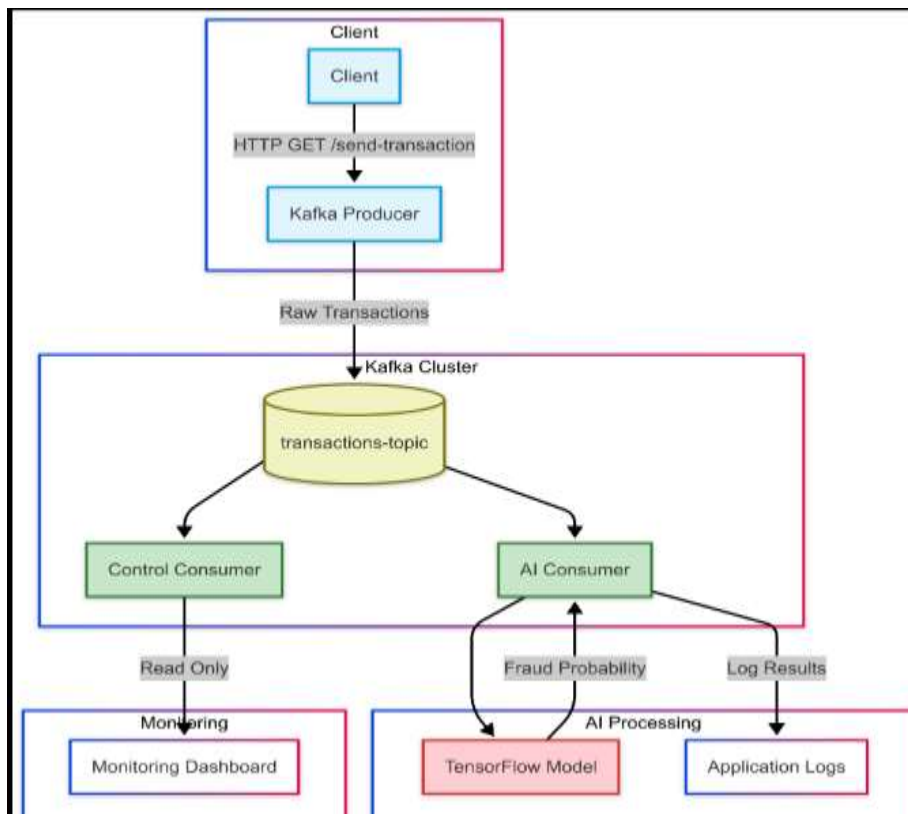 Client
Client
HTTP GET /send-transaction
Kafka Producer
Raw Transactions
Kafka Cluster
transactions-topic
Control Consumer
AI Consumer
Read Only
Fraud Probability
Log Results
Monitoring
AI Processing
Monitoring Dashboard
TensorFlow Model
Application Logs